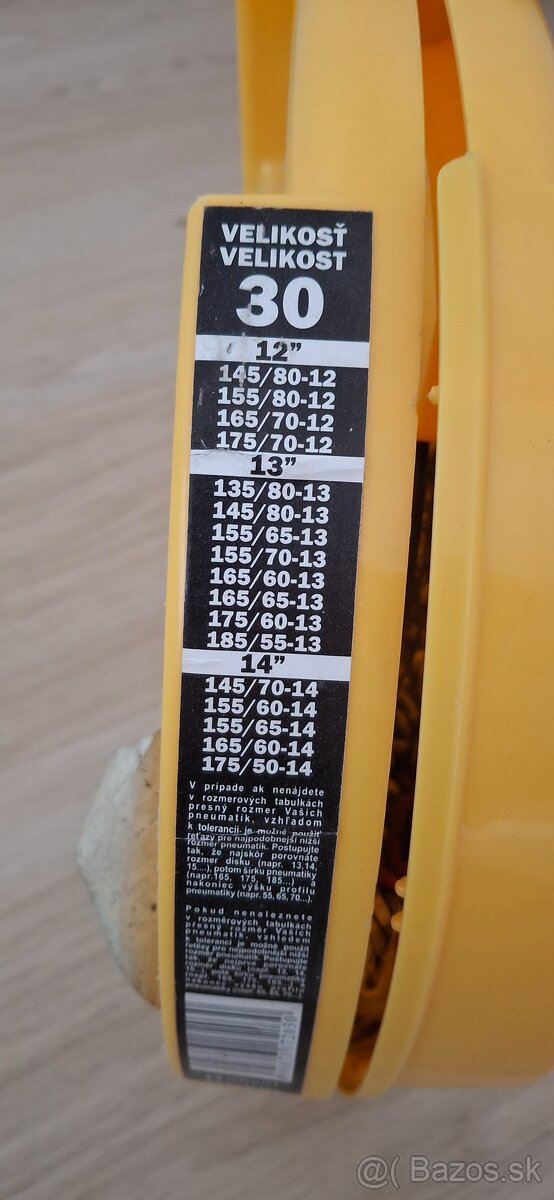 VELIKOSŤ
VELIKOST
30
12”
145/80-12
155/80-12
165/70-12
175/70-12
13”
135/80-13
145/80-13
155/65-13
155/70-13
165/60-13
165/65-13
175/60-13
185/55-13
14”
145/70-14
155/60-14
155/65-14
165/60-14
175/50-14
V prípade ak nenájdete
v rozmerových tabulkách
presný rozmer Vašich
pneumatik, vzhľadom
k tolerancii je možné použiť
reťazy pre najpodobnejší nižší
rozmer pneumatík. Postupujte
tak, že najskôr porovnáte
rozmer disku (napr. 13,14,
15...), potom šírku pneumatiky
(napr.165, 175, 185...) a
nakoniec výšku profilu
pneumatiky (napr. 55, 65, 70...).
Pokud nenaleznete
v rozměrových tabulkách
přesný rozměr Vašich
pneumatik, vzhledem
k toleranci je možné použít
řetězy pro nejpodobnější nižší
@( Bazos.sk